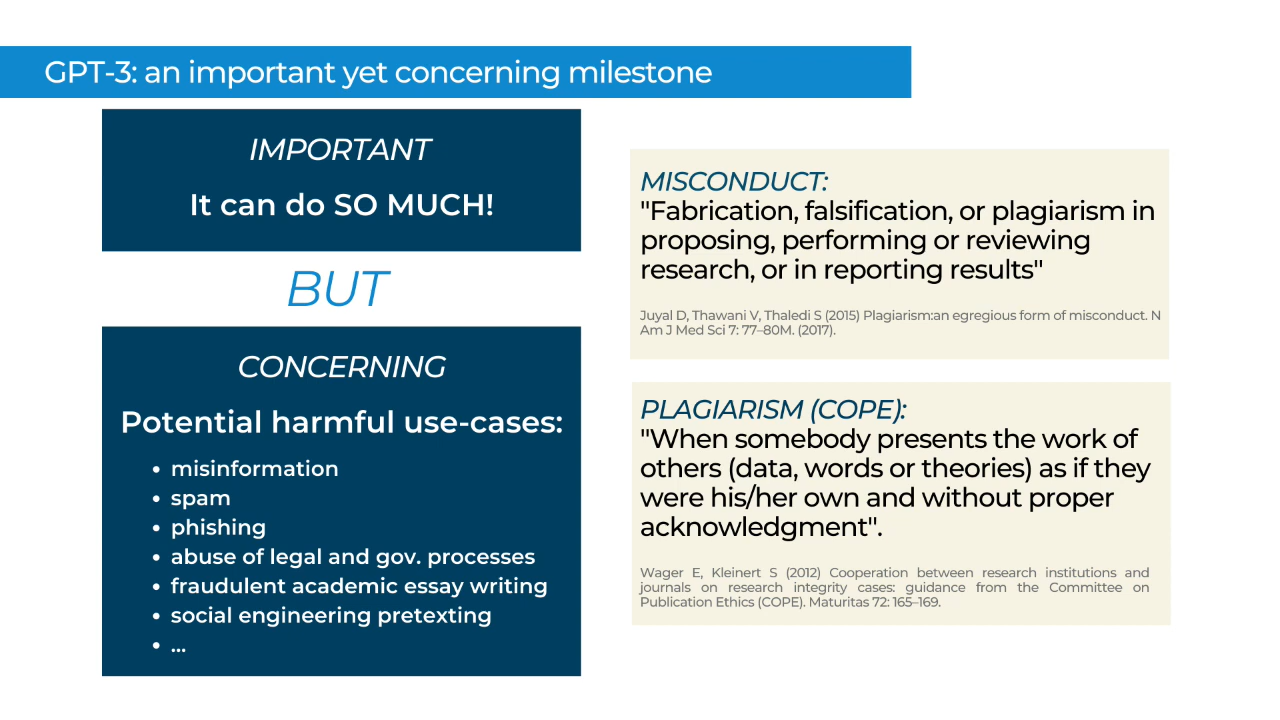 GPT-3: an important yet concerning milestone
IMPORTANT
It can do SO MUCH!
BUT
CONCERNING
Potential harmful use-cases:
• misinformation
• spam
• phishing
• abuse of legal and gov. processes
• fraudulent academic essay writing
• social engineering pretexting
• ...
MISCONDUCT:
"Fabrication, falsification, or plagiarism in
proposing, performing or reviewing
research, or in reporting results"
Juyal D, Thawani V, Thaledi S (2015) Plagiarism:an egregious form of misconduct. N
Am J Med Sci 7: 77–80M. (2017).
PLAGIARISM (COPE):
"When somebody presents the work of
others (data, words or theories) as if they
were his/her own and without proper
acknowledgment".
Wager E, Kleinert S (2012) Cooperation between research institutions and
journals on research integrity cases: guidance from the Committee on
Publication Ethics (COPE). Maturitas 72: 165–169.